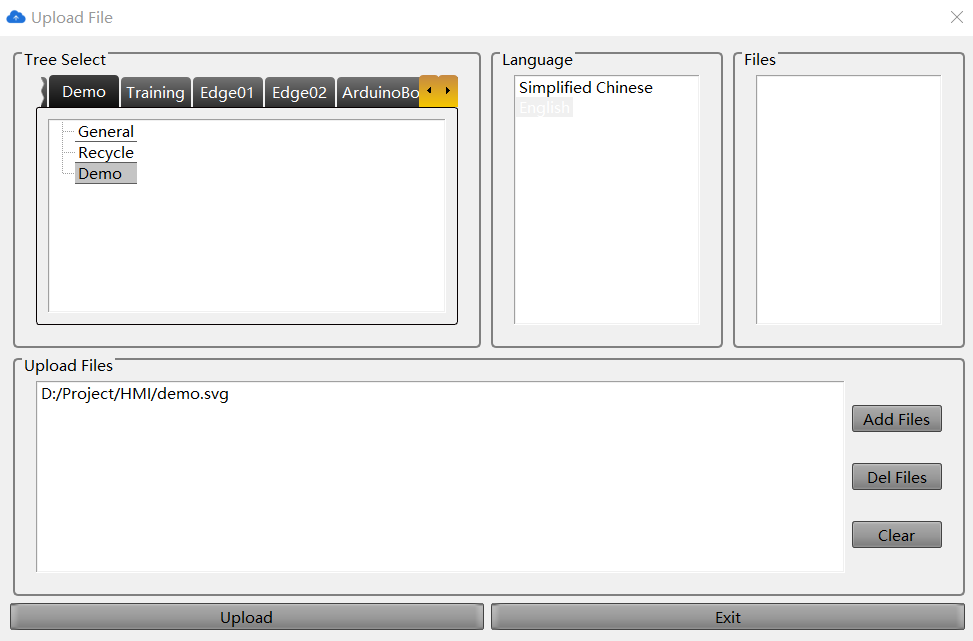 Upload File
Tree Select
Demo Training Edge01 Edge02 ArduinoBo
General
Recycle
Demo
Language
Simplified Chinese
English
Files
Upload Files
D:/Project/HMI/demo.svg
Add Files
Del Files
Clear
Upload Exit